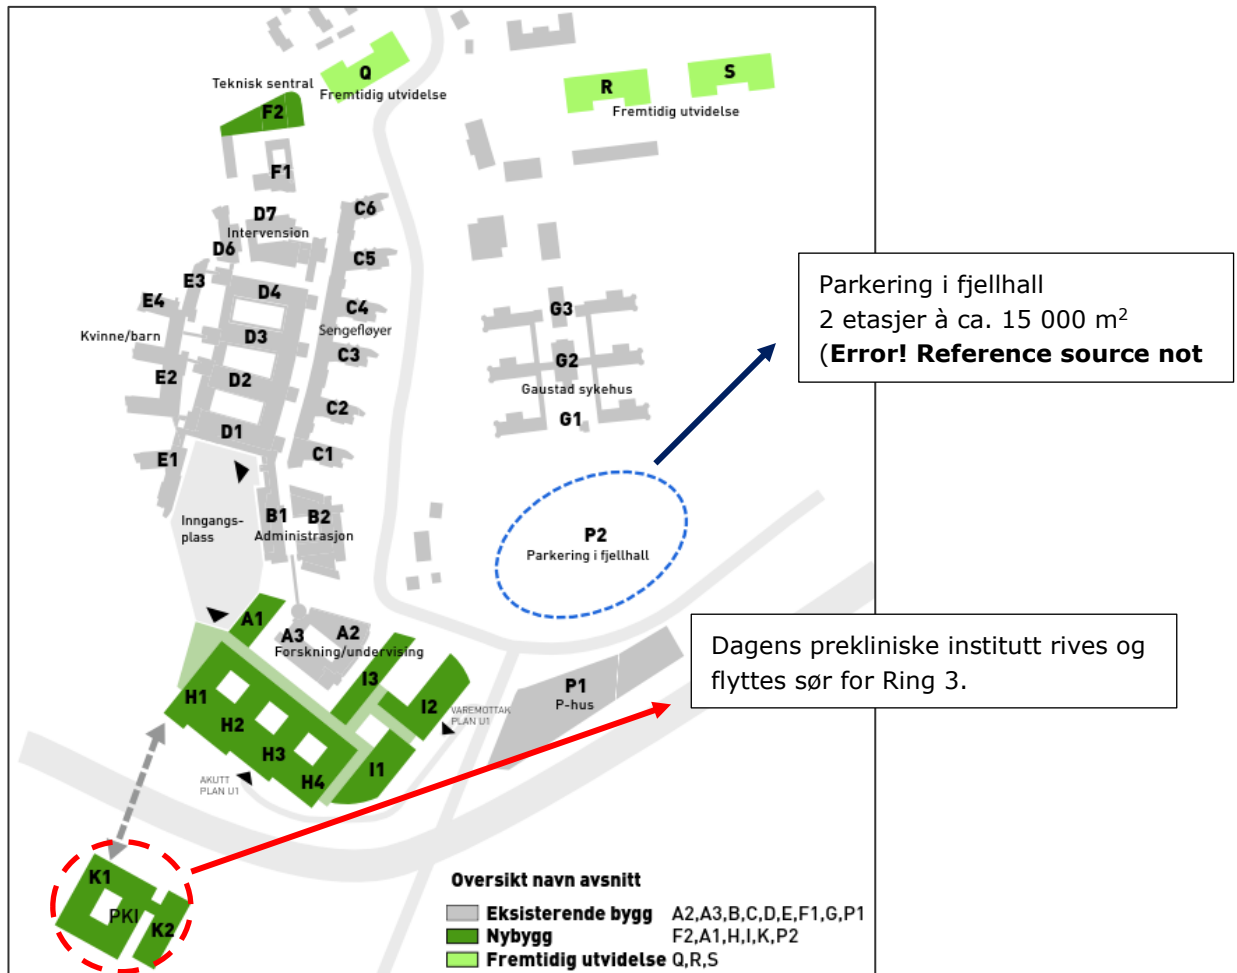 Q
Teknisk sentral
Fremtidig utvidelse
F2
R
S
Fremtidig utvidelse
F1
D7
Intervension
D6
C6
C5
E3
E4
D4
C4
Sengefløyer
Kvinne/barn
D3
C3
E2
D2
C2
D1
C1
E1
G3
G2
Gaustad sykehus
G1
Parkering i fjellhall
2 etasjer à ca. 15 000 m²
(Error! Reference source not
Inngangs-
plass
B1
B2
Administrasjon
P2
Parkering i fjellhall
A1
A3
A2
Forskning/undervising
Dagens prekliniske institutt rives og
flyttes sør for Ring 3.
H1
H2
H3
H4
I3
I2
I1
VAREMOTTAK
PLAN U1
P1
P-hus
AKUTT
PLAN U1
K1
PKI
K2
Oversikt navn avsnitt
Eksisterende bygg A2,A3,B,C,D,E,F1,G,P1
Nybygg F2,A1,H,I,K,P2
Fremtidig utvidelse Q,R,S